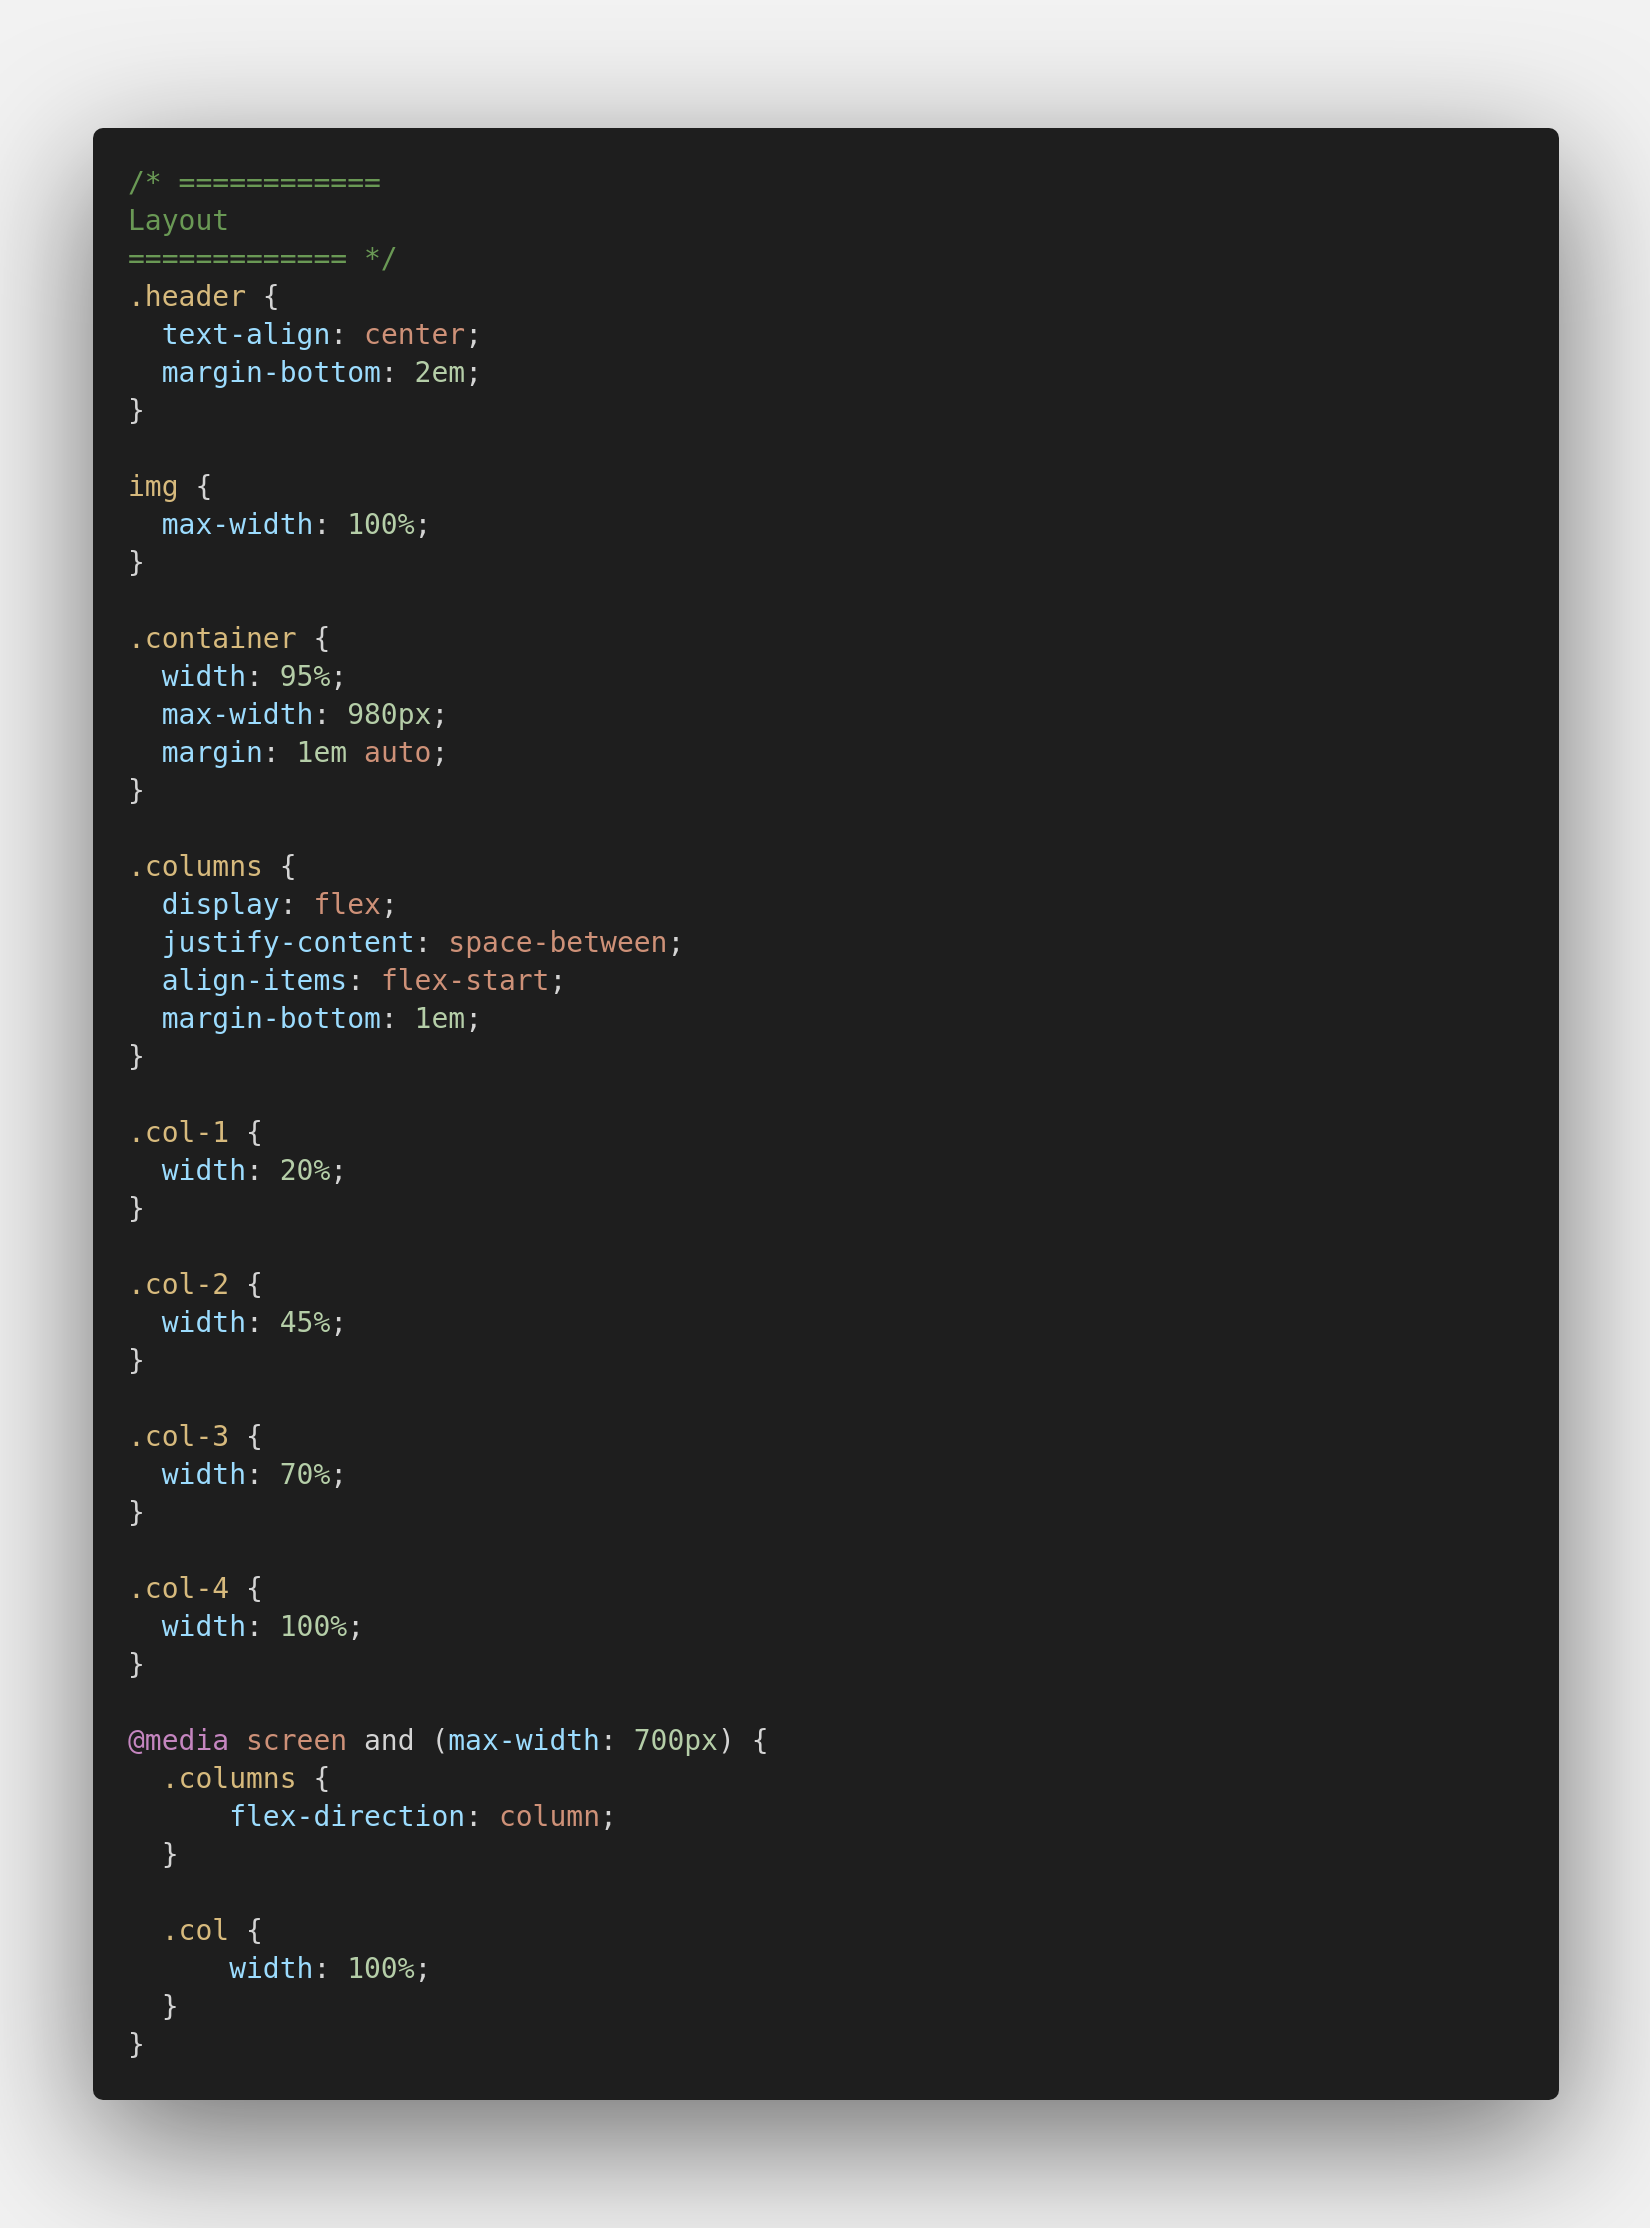 /* ============
Layout
============= */
.header {
  text-align: center;
  margin-bottom: 2em;
}

img {
  max-width: 100%;
}

.container {
  width: 95%;
  max-width: 980px;
  margin: 1em auto;
}

.columns {
  display: flex;
  justify-content: space-between;
  align-items: flex-start;
  margin-bottom: 1em;
}

.col-1 {
  width: 20%;
}

.col-2 {
  width: 45%;
}

.col-3 {
  width: 70%;
}

.col-4 {
  width: 100%;
}

@media screen and (max-width: 700px) {
  .columns {
      flex-direction: column;
  }

  .col {
      width: 100%;
  }
}